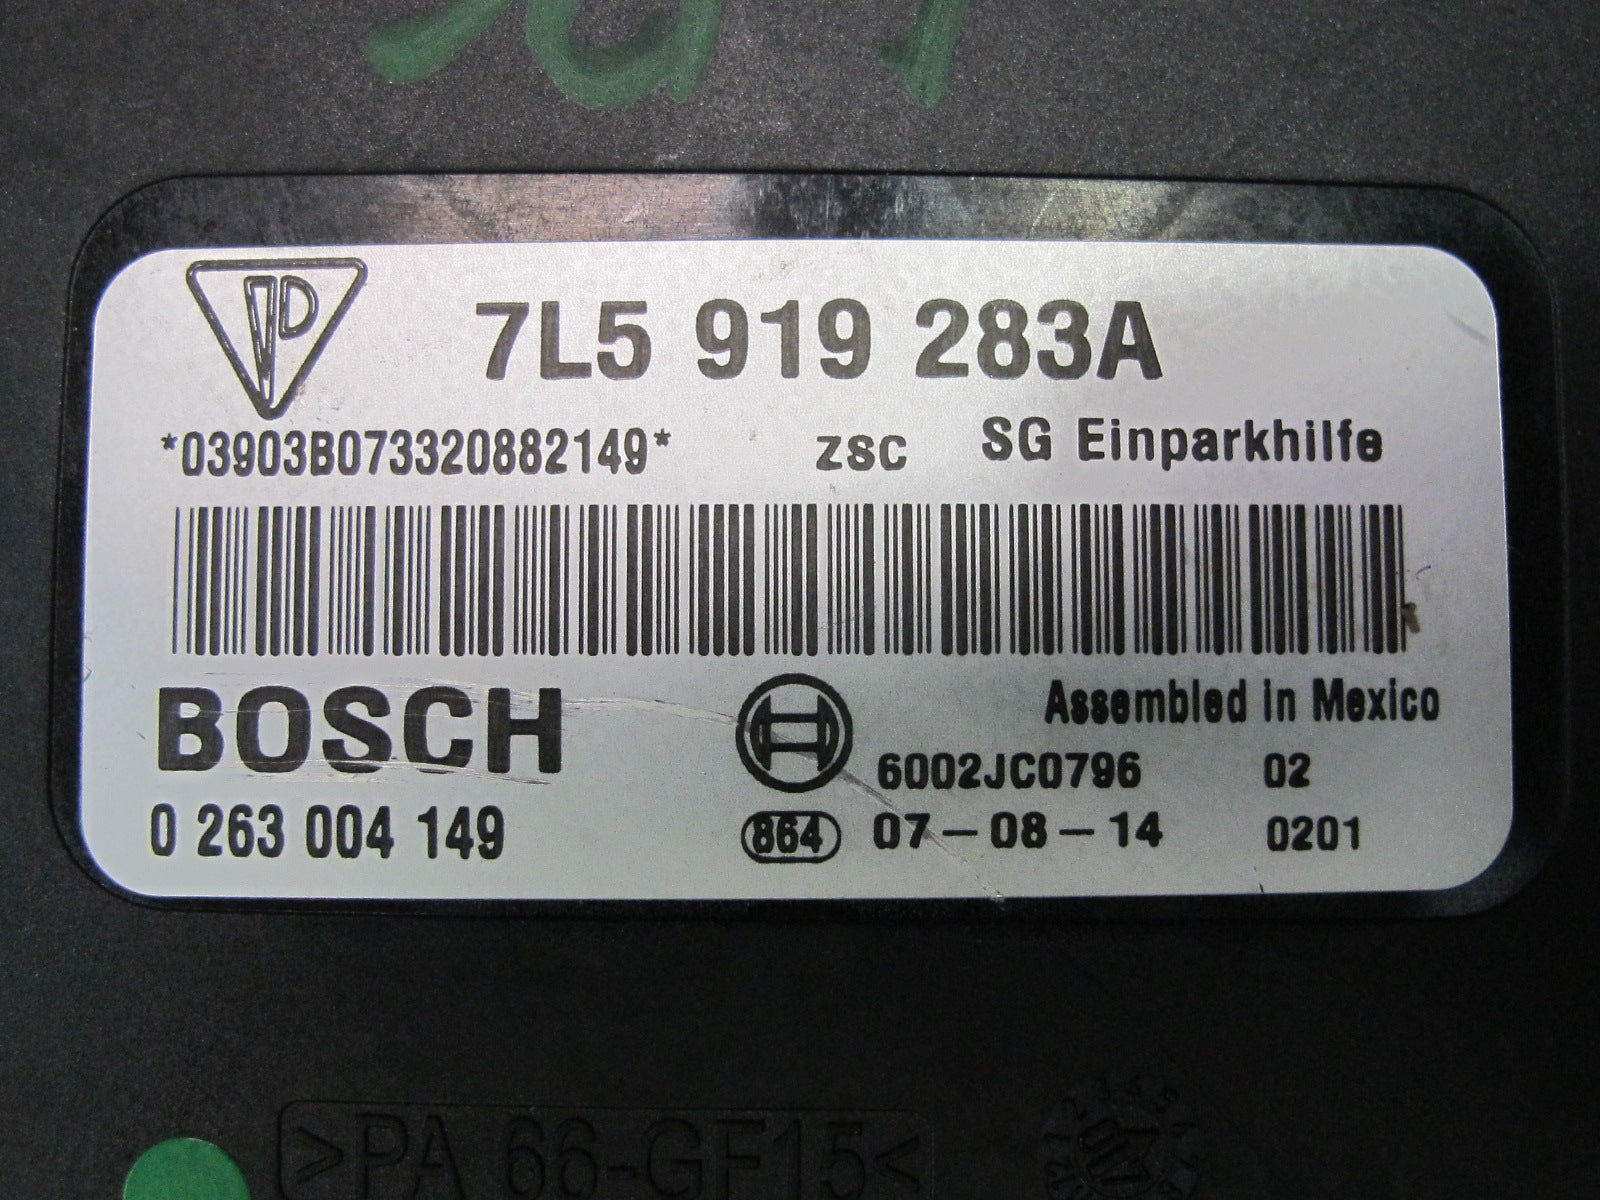 7L5 919 283A
*03903B073320882149* ZSC SG Einparkhilfe
BOSCH
Assembled in Mexico
6002JC0796 02
0 263 004 149 864 07-08-14 0201
>PA 66-GF15<